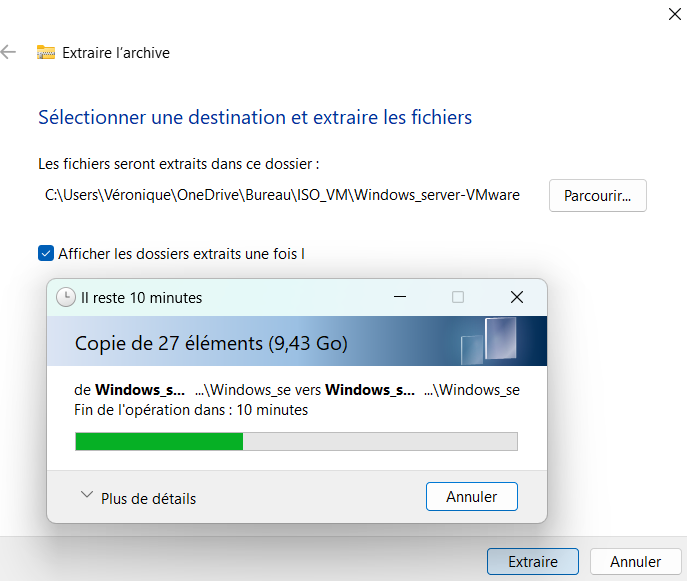 Extraire l'archive
Sélectionner une destination et extraire les fichiers
Les fichiers seront extraits dans ce dossier :
C:\Users\Véronique\OneDrive\Bureau\ISO_VM\Windows_server-VMware
Parcourir...
Afficher les dossiers extraits une fois l
Il reste 10 minutes
Copie de 27 éléments (9,43 Go)
de Windows_s... ...\Windows_se vers Windows_s... ...\Windows_se
Fin de l'opération dans : 10 minutes
Plus de détails
Annuler
Extraire
Annuler